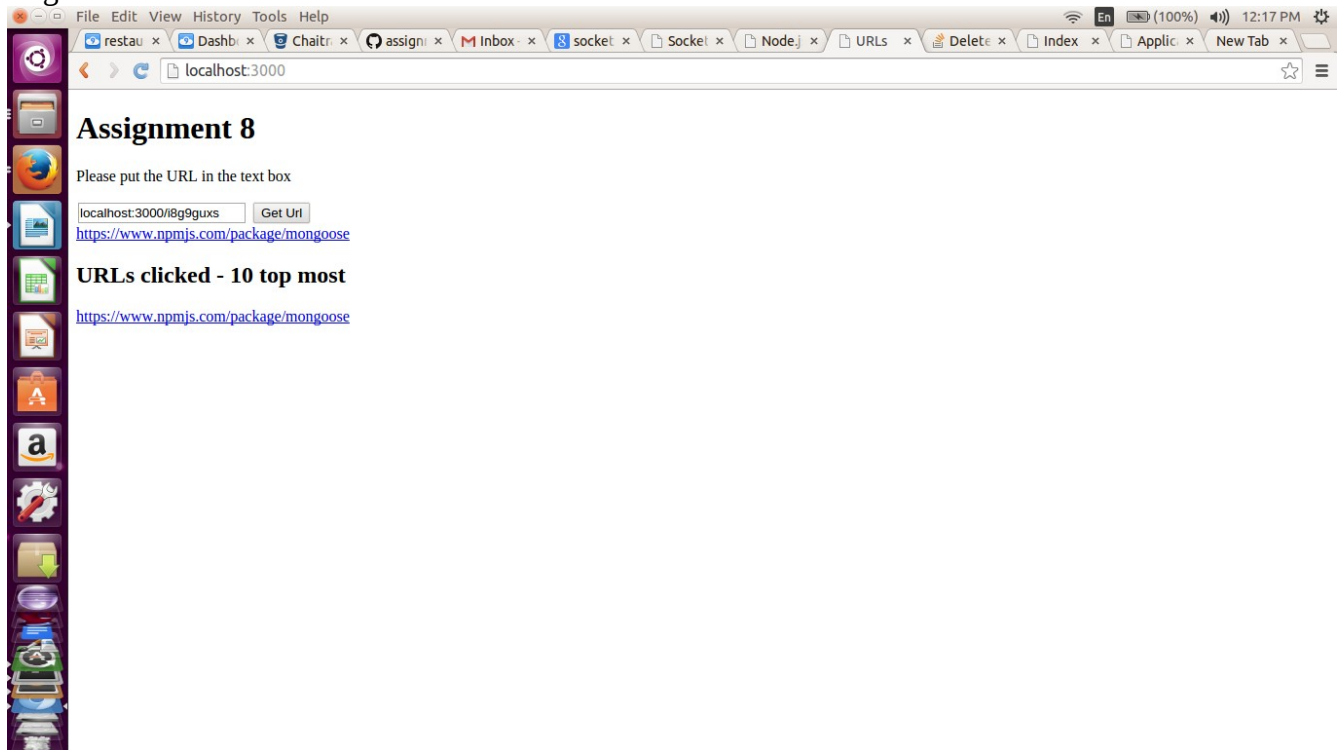 File Edit View History Tools Help En (100%) 12:17 PM
restau × Dashb × Chaitr × assign × Inbox - × socket × Socket × Node.j × URLs × Delete × Index × Applic × New Tab ×
localhost:3000
Assignment 8
Please put the URL in the text box
localhost:3000/i8g9guxs Get Url
https://www.npmjs.com/package/mongoose
URLs clicked - 10 top most
https://www.npmjs.com/package/mongoose